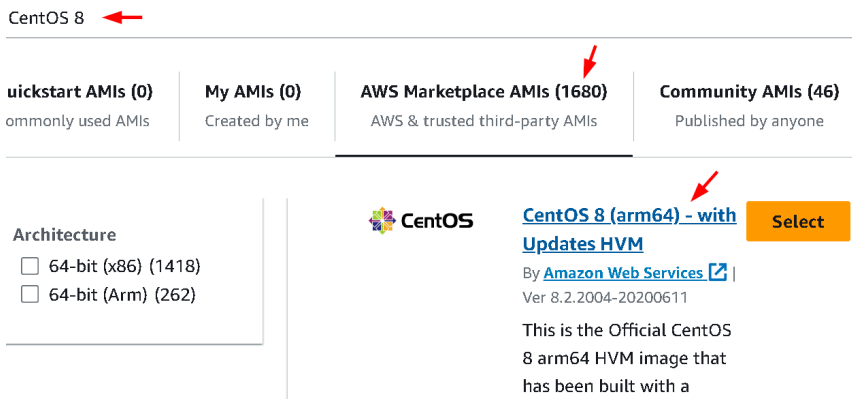 CentOS 8
uickstart AMIs (0)
ommonly used AMIs
My AMIs (0)
Created by me
AWS Marketplace AMIs (1680)
AWS & trusted third-party AMIs
Community AMIs (46)
Published by anyone
Architecture
64-bit (x86) (1418)
64-bit (Arm) (262)
CentOS
CentOS 8 (arm64) - with
Updates HVM
By Amazon Web Services |
Ver 8.2.2004-20200611
This is the Official CentOS
8 arm64 HVM image that
has been built with a
Select